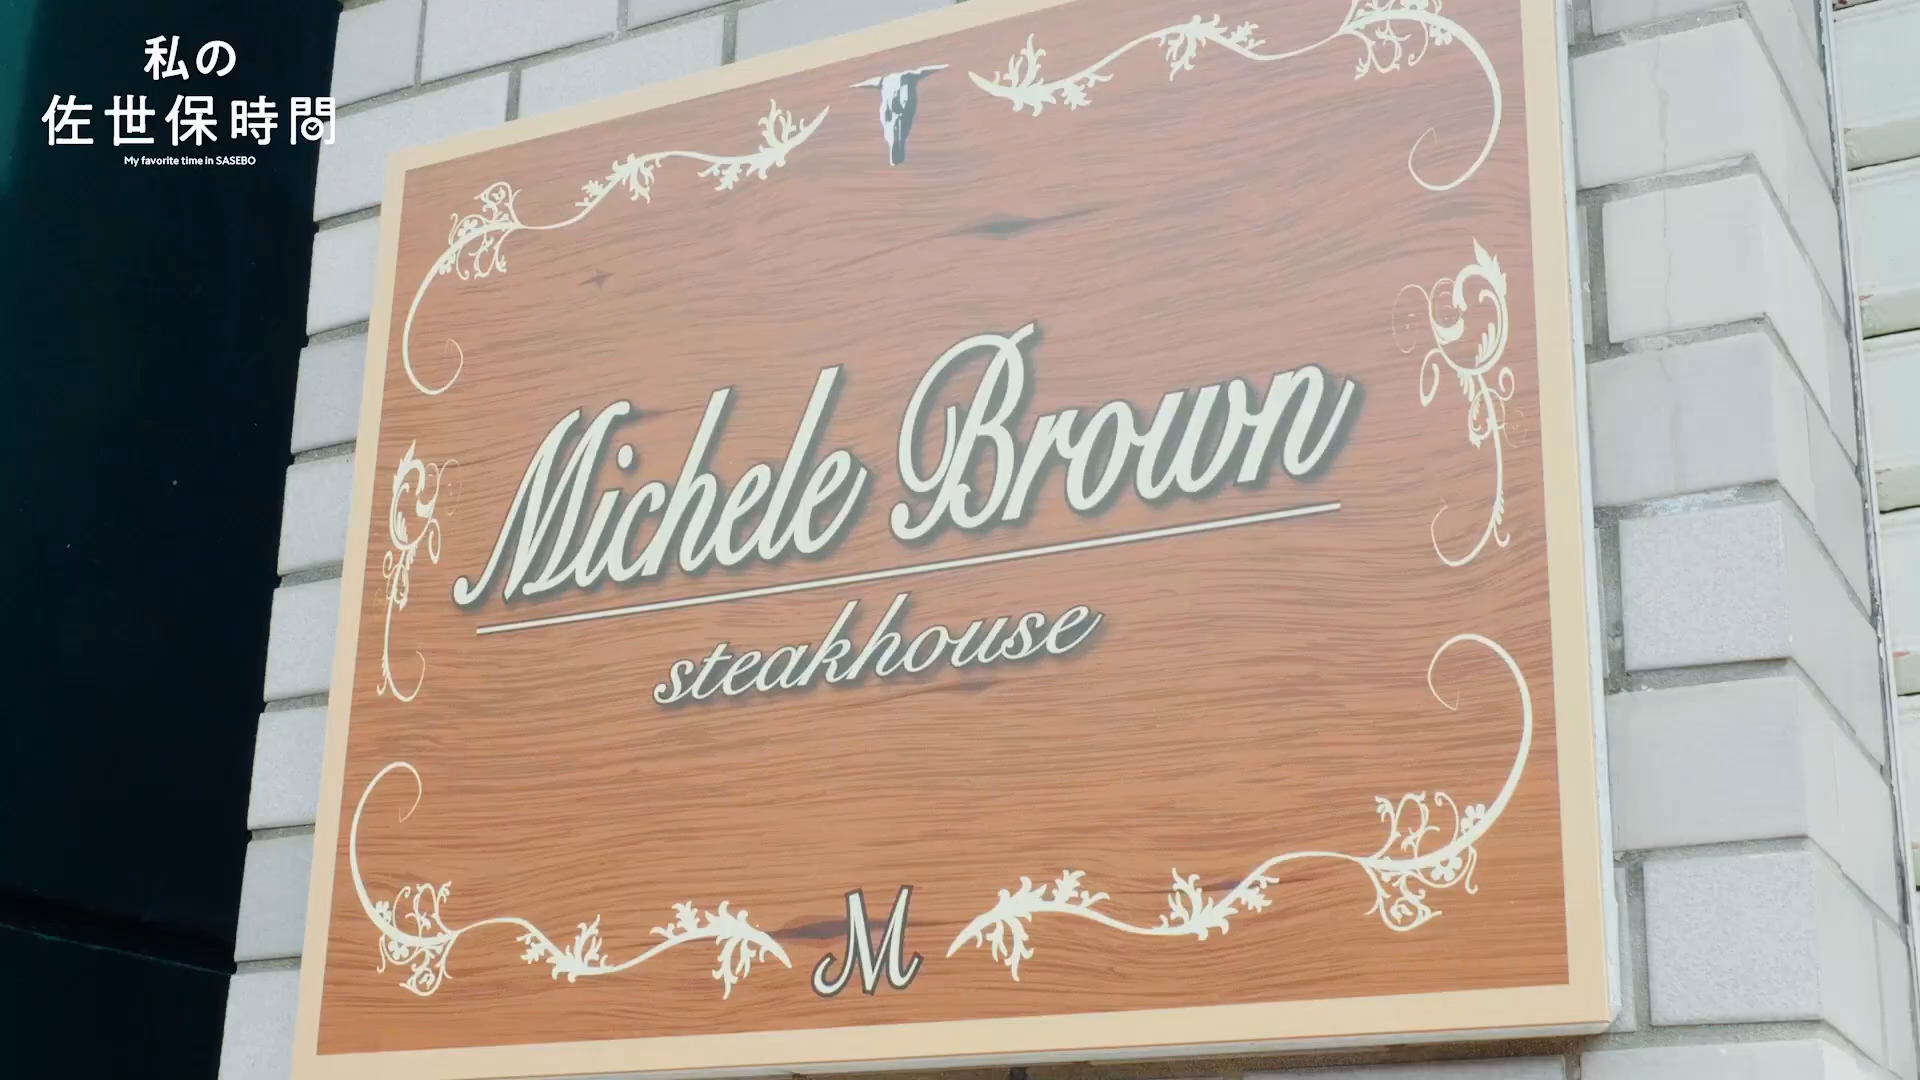 私の
佐世保時間
My favorite time in SASEBO
Michele Brown
steakhouse
M